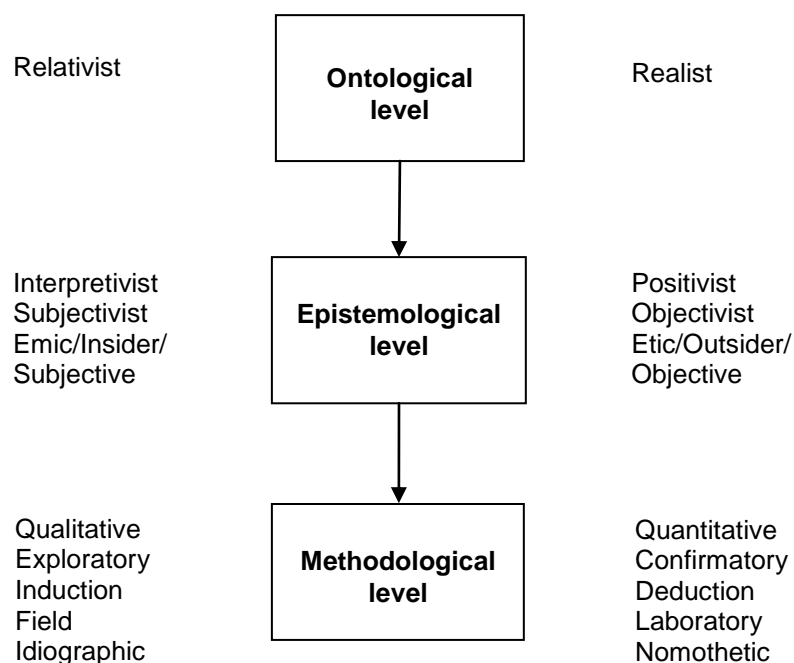 Relativist
Ontological
level
Realist
Interpretivist
Subjectivist
Emic/Insider/
Subjective
Epistemological
level
Positivist
Objectivist
Etic/Outsider/
Objective
Qualitative
Exploratory
Induction
Field
Idiographic
Methodological
level
Quantitative
Confirmatory
Deduction
Laboratory
Nomothetic